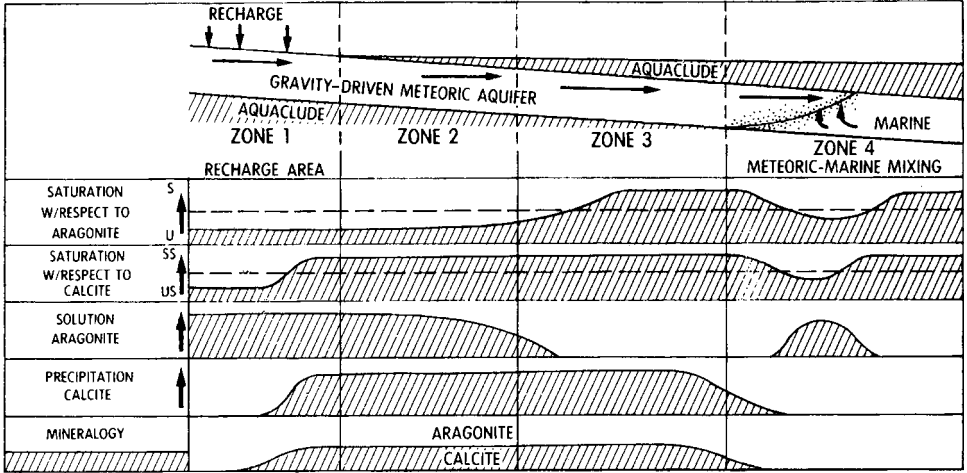 RECHARGE
AQUACLUDE
GRAVITY-DRIVEN METEORIC AQUIFER
AQUACLUDE
MARINE
ZONE 1
ZONE 2
ZONE 3
ZONE 4
RECHARGE AREA
METEORIC-MARINE MIXING
SATURATION
W/RESPECT TO
ARAGONITE
S
U
SATURATION
W/RESPECT TO
CALCITE
SS
US
SOLUTION
ARAGONITE
PRECIPITATION
CALCITE
MINERALOGY
ARAGONITE
CALCITE